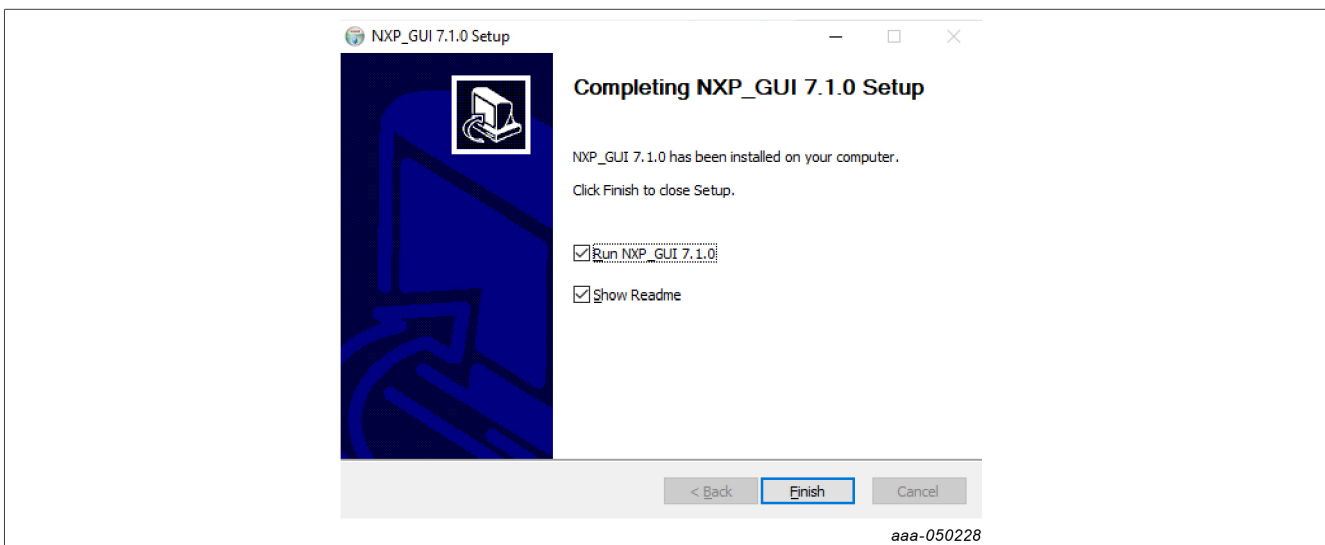 NXP_GUI 7.1.0 Setup
Completing NXP_GUI 7.1.0 Setup
NXP_GUI 7.1.0 has been installed on your computer.
Click Finish to close Setup.
Run NXP_GUI 7.1.0
Show Readme
< Back Finish Cancel
aaa-050228